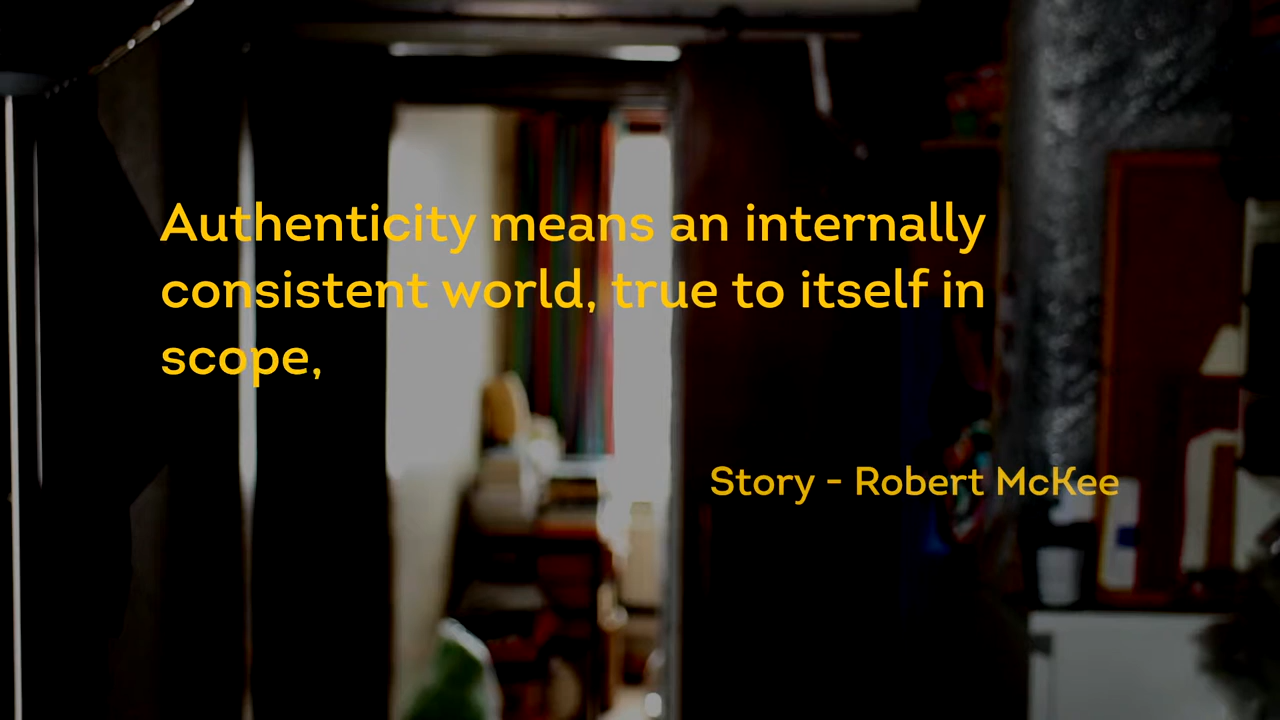 Authenticity means an internally
consistent world, true to itself in
scope,
Story - Robert McKee